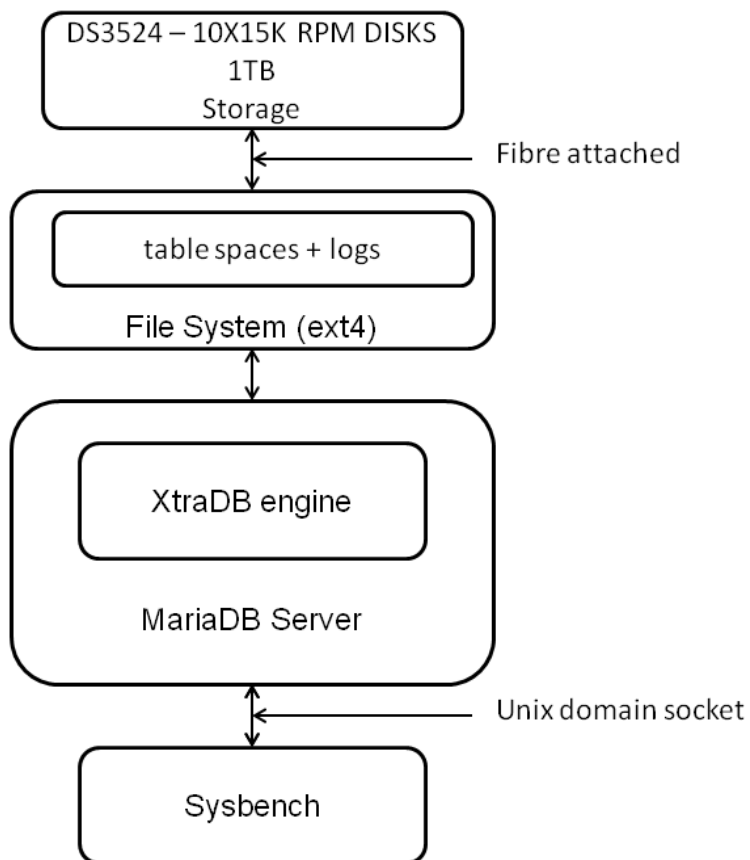 DS3524 – 10X15K RPM DISKS
1TB
Storage
Fibre attached
table spaces + logs
File System (ext4)
XtraDB engine
MariaDB Server
Unix domain socket
Sysbench